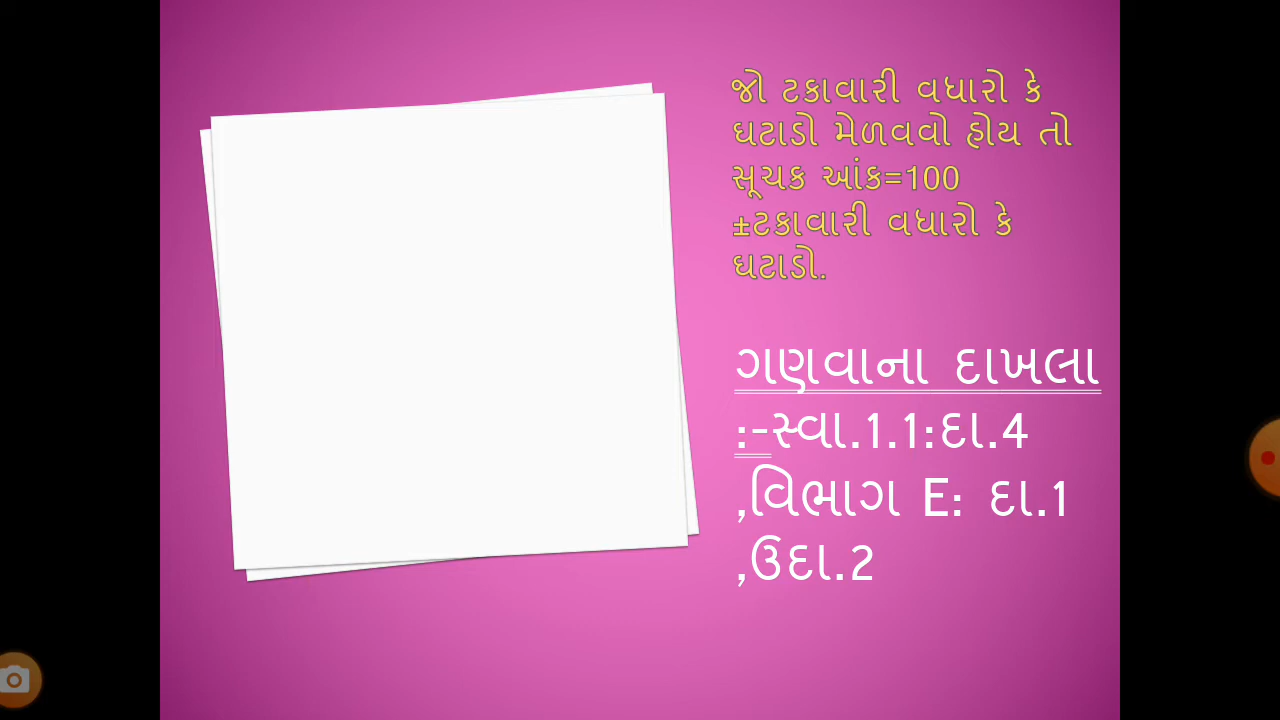 જો ટકાવારી વધારો કે
ઘટાડો મેળવવો હોય તો
સૂચક આંક=100
±ટકાવારી વધારો કે
ઘટાડો.
ગણવાના દાખલા
:-સ્વા.1.1:દા.4
,વિભાગ E: દા.1
,ઉદા.2